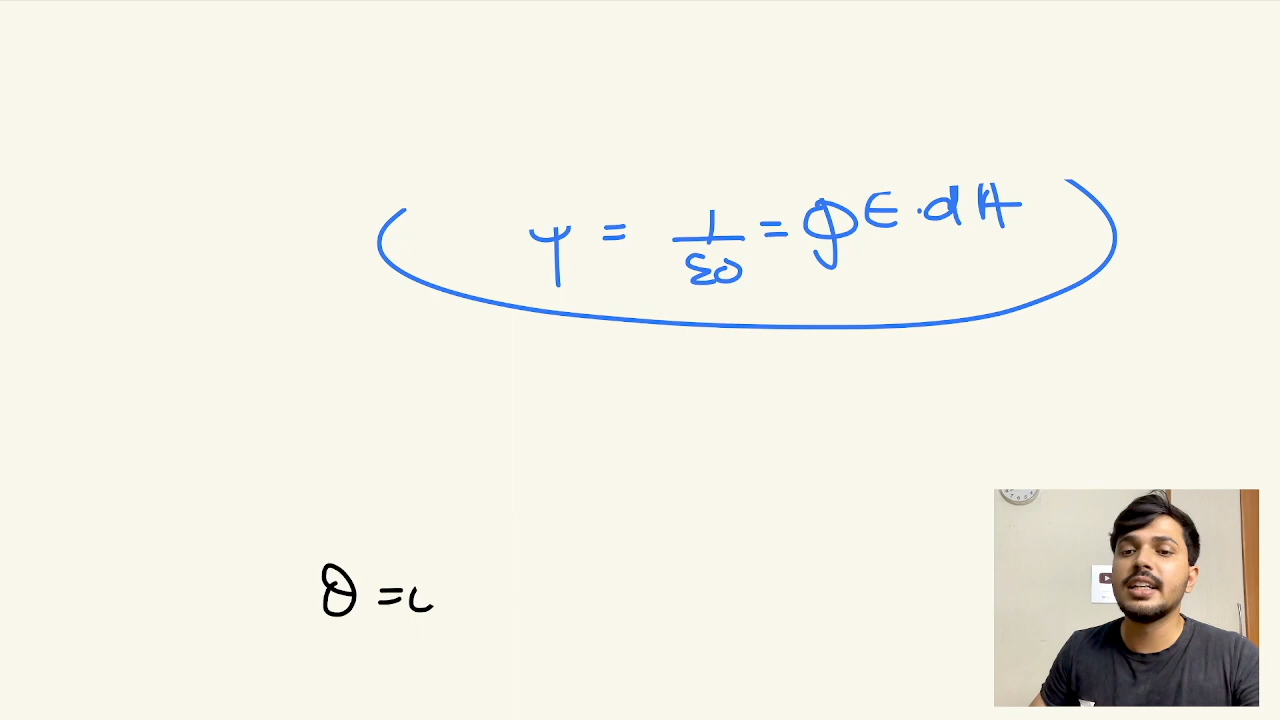 φ = 1/ε0 = ∮ E · dA
θ = c